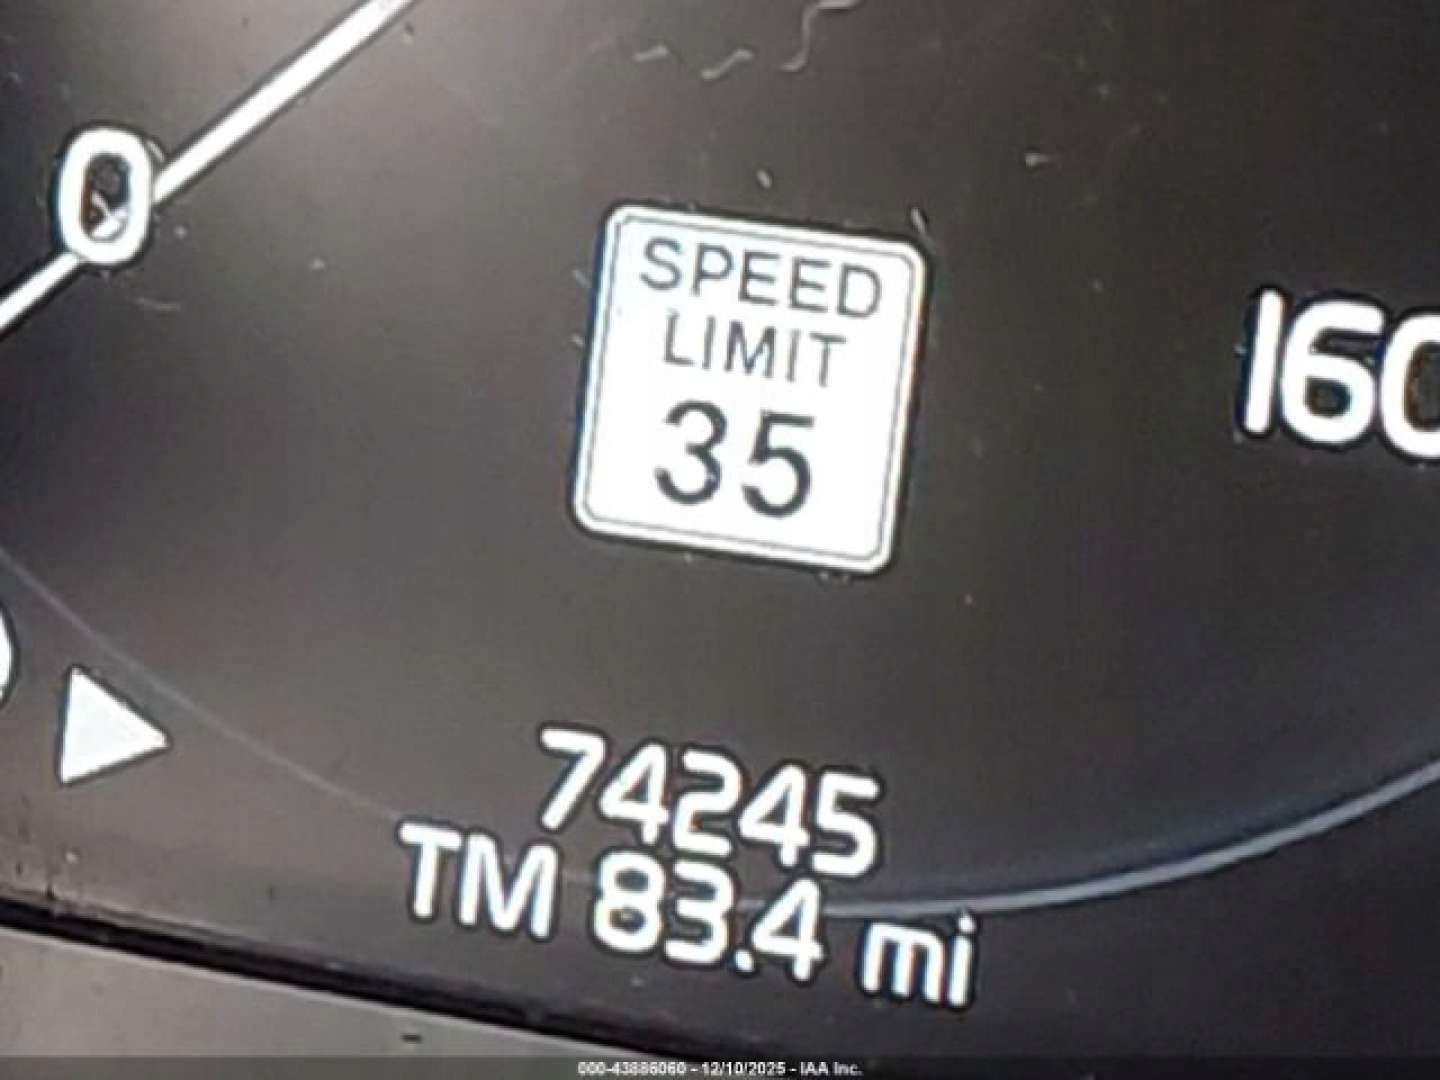 0
SPEED
LIMIT
35
160
74245
TM 83.4 mi
000-43886060 - 12/10/2025 - IAA Inc.